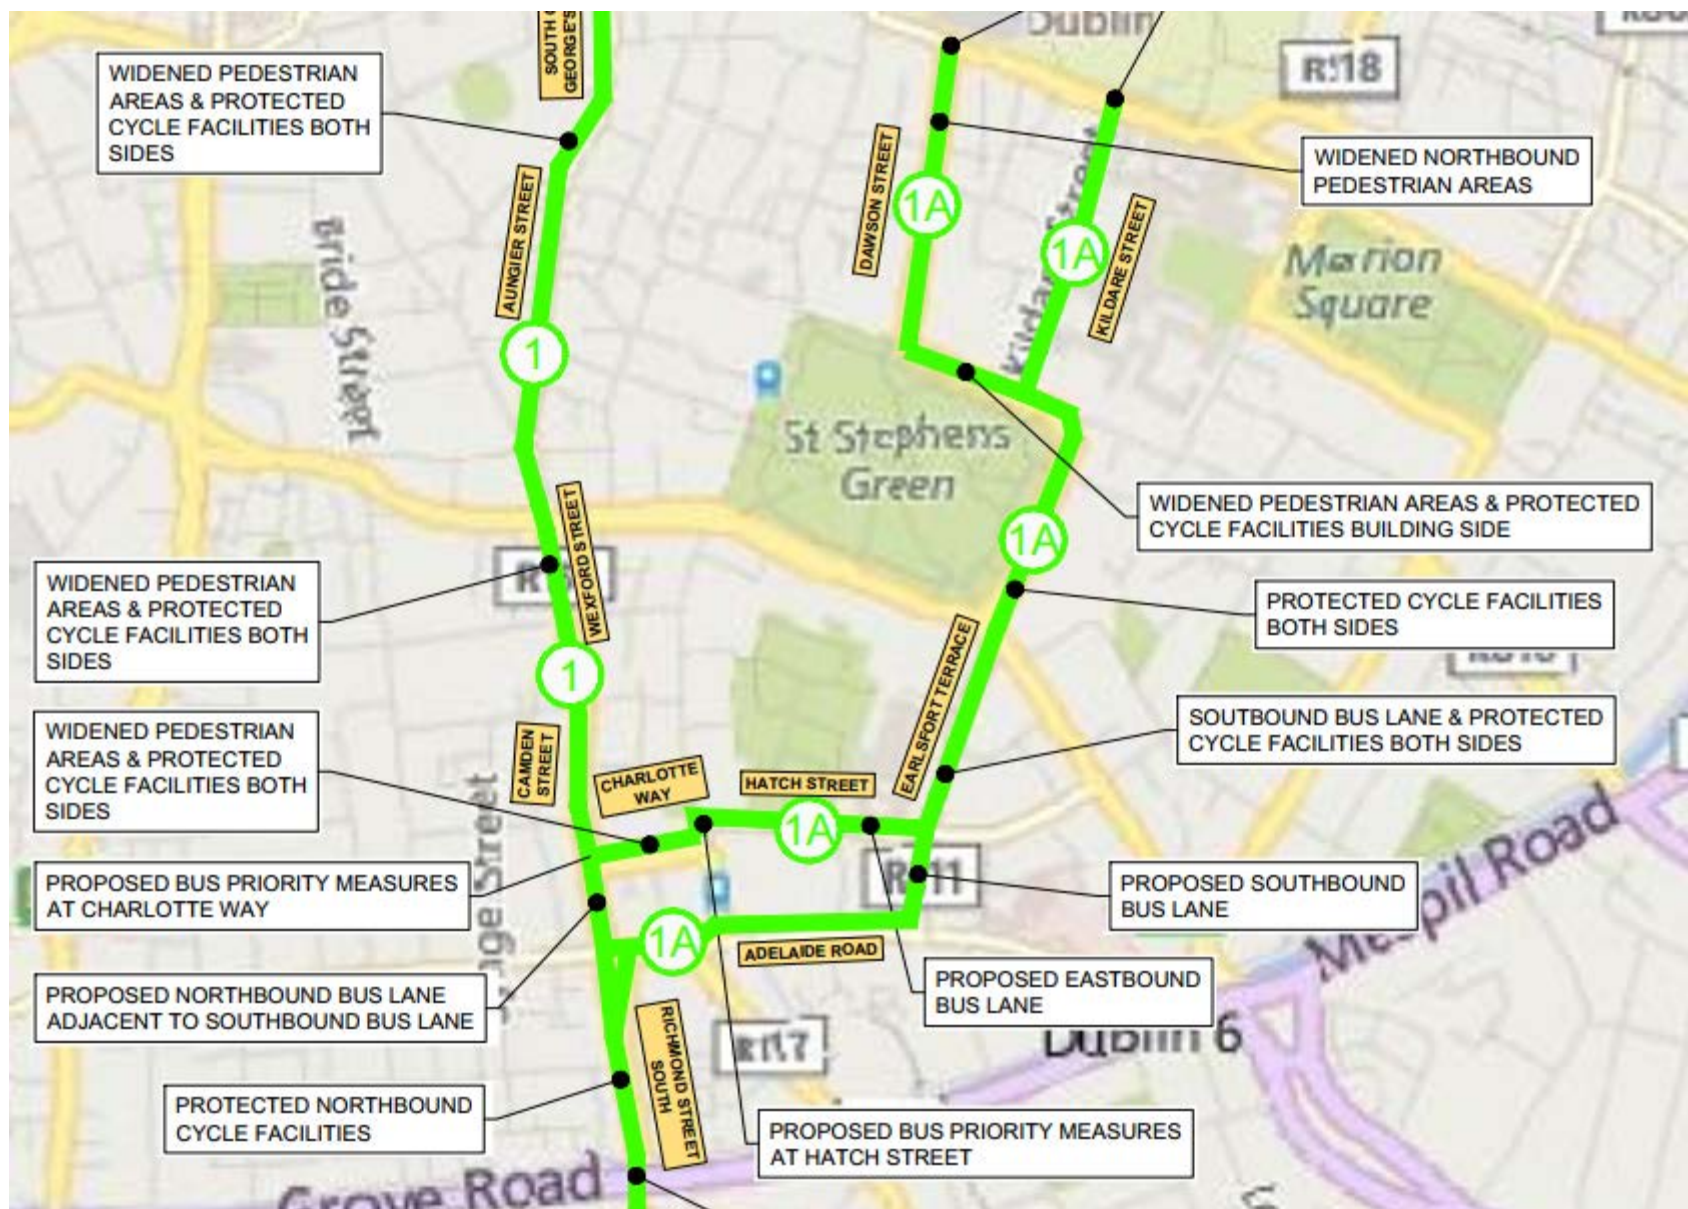 SOUTH
GEORGE'S
Dublin
WIDENED PEDESTRIAN
AREAS & PROTECTED
CYCLE FACILITIES BOTH
SIDES
R118
WIDENED NORTHBOUND
PEDESTRIAN AREAS
DAWSON STREET
1A
Kildare Street
1A
KILDARE STREET
AUNGIER STREET
Bride Street
Merrion
Square
1
St Stephens
Green
WIDENED PEDESTRIAN AREAS & PROTECTED
CYCLE FACILITIES BUILDING SIDE
1A
WEXFORD STREET
WIDENED PEDESTRIAN
AREAS & PROTECTED
CYCLE FACILITIES BOTH
SIDES
PROTECTED CYCLE FACILITIES
BOTH SIDES
1
EARLSFORT TERRACE
SOUTBOUND BUS LANE & PROTECTED
CYCLE FACILITIES BOTH SIDES
WIDENED PEDESTRIAN
AREAS & PROTECTED
CYCLE FACILITIES BOTH
SIDES
CAMDEN
STREET
CHARLOTTE
WAY
HATCH STREET
1A
Street
Mespil Road
PROPOSED BUS PRIORITY MEASURES
AT CHARLOTTE WAY
PROPOSED SOUTHBOUND
BUS LANE
1A
ADELAIDE ROAD
PROPOSED EASTBOUND
BUS LANE
PROPOSED NORTHBOUND BUS LANE
ADJACENT TO SOUTHBOUND BUS LANE
RICHMOND STREET
SOUTH
R117
Dublin 6
PROTECTED NORTHBOUND
CYCLE FACILITIES
PROPOSED BUS PRIORITY MEASURES
AT HATCH STREET
Grove Road